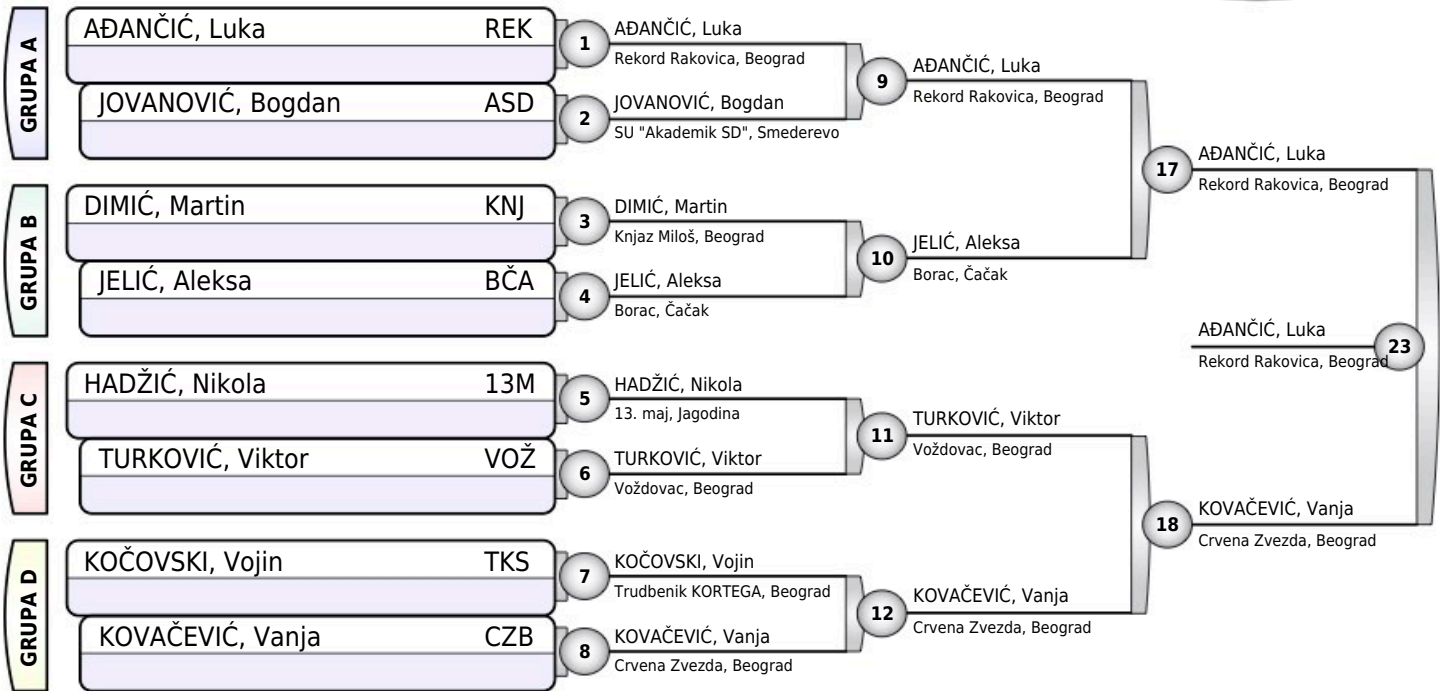 GRUPA A
AĐANČIĆ, Luka REK
JOVANOVIĆ, Bogdan ASD
GRUPA B
DIMIĆ, Martin KNJ
JELIĆ, Aleksa BČA
GRUPA C
HADŽIĆ, Nikola 13M
TURKOVIĆ, Viktor VOŽ
GRUPA D
KOČOVSKI, Vojin TKS
KOVAČEVIĆ, Vanja CZB
1
AĐANČIĆ, Luka
Rekord Rakovica, Beograd
2
JOVANOVIĆ, Bogdan
SU "Akademik SD", Smederevo
3
DIMIĆ, Martin
Knjaz Miloš, Beograd
4
JELIĆ, Aleksa
Borac, Čačak
5
HADŽIĆ, Nikola
13. maj, Jagodina
6
TURKOVIĆ, Viktor
Voždovac, Beograd
7
KOČOVSKI, Vojin
Trudbenik KORTEGA, Beograd
8
KOVAČEVIĆ, Vanja
Crvena Zvezda, Beograd
9
AĐANČIĆ, Luka
Rekord Rakovica, Beograd
10
JELIĆ, Aleksa
Borac, Čačak
11
TURKOVIĆ, Viktor
Voždovac, Beograd
12
KOVAČEVIĆ, Vanja
Crvena Zvezda, Beograd
17
AĐANČIĆ, Luka
Rekord Rakovica, Beograd
18
KOVAČEVIĆ, Vanja
Crvena Zvezda, Beograd
AĐANČIĆ, Luka
Rekord Rakovica, Beograd
23